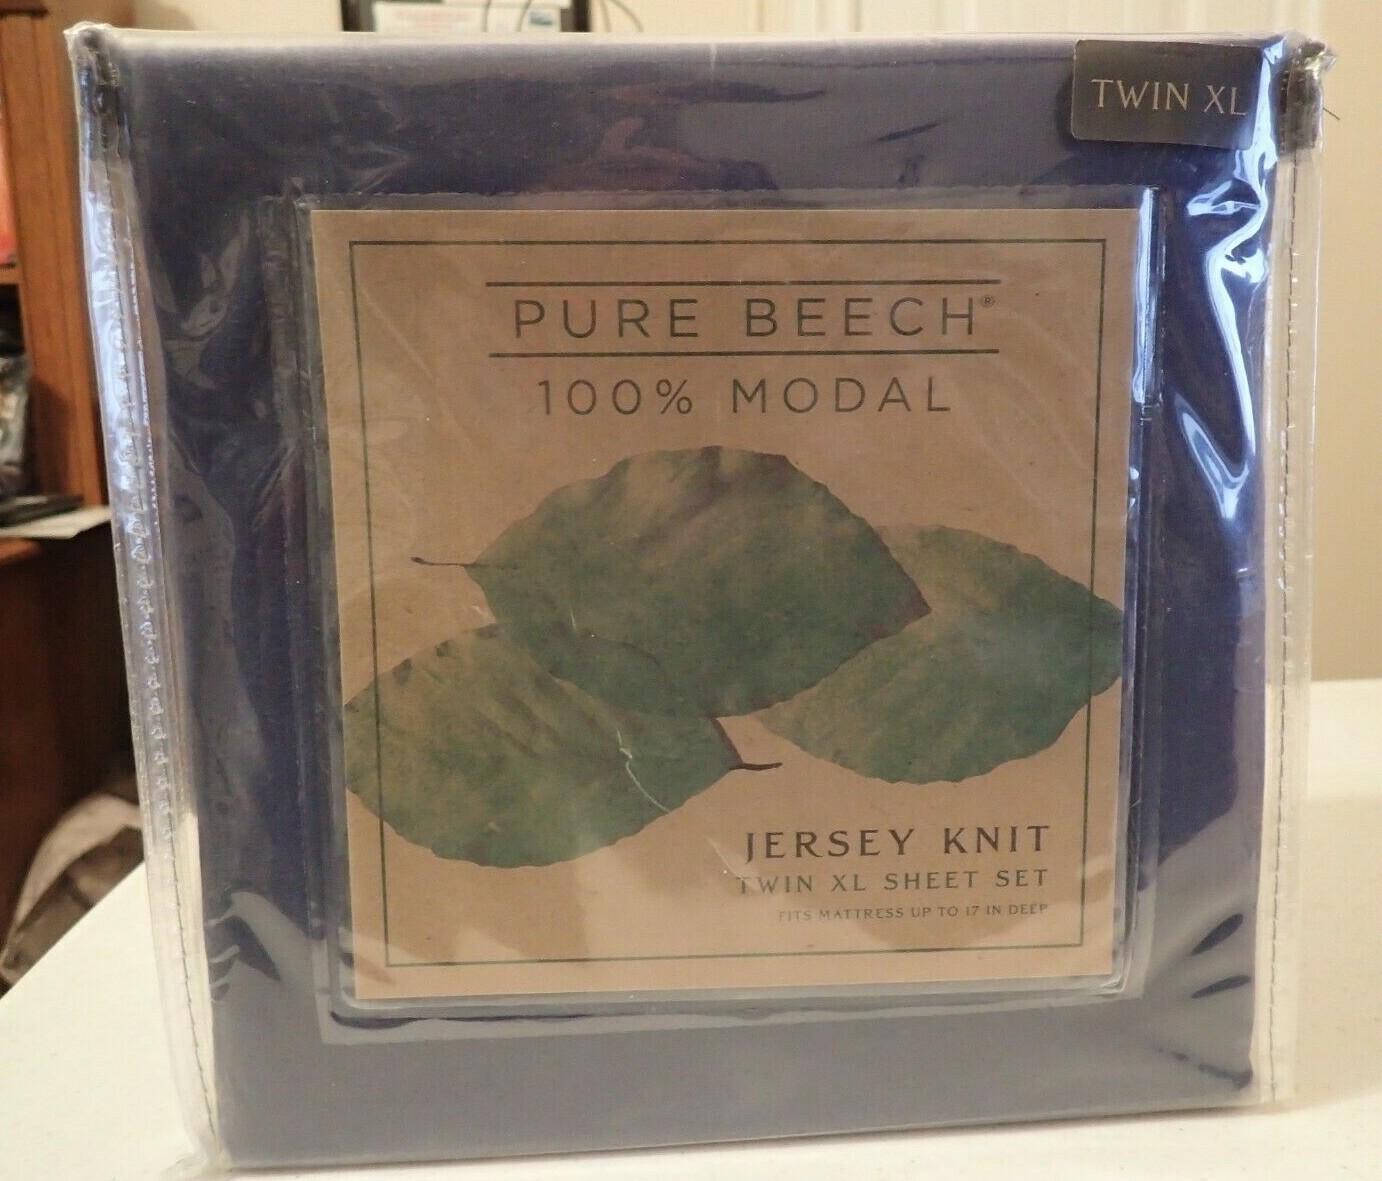 TWIN XL
PURE BEECH®
100% MODAL
JERSEY KNIT
TWIN XL SHEET SET
FITS MATTRESS UP TO 17 IN DEEP